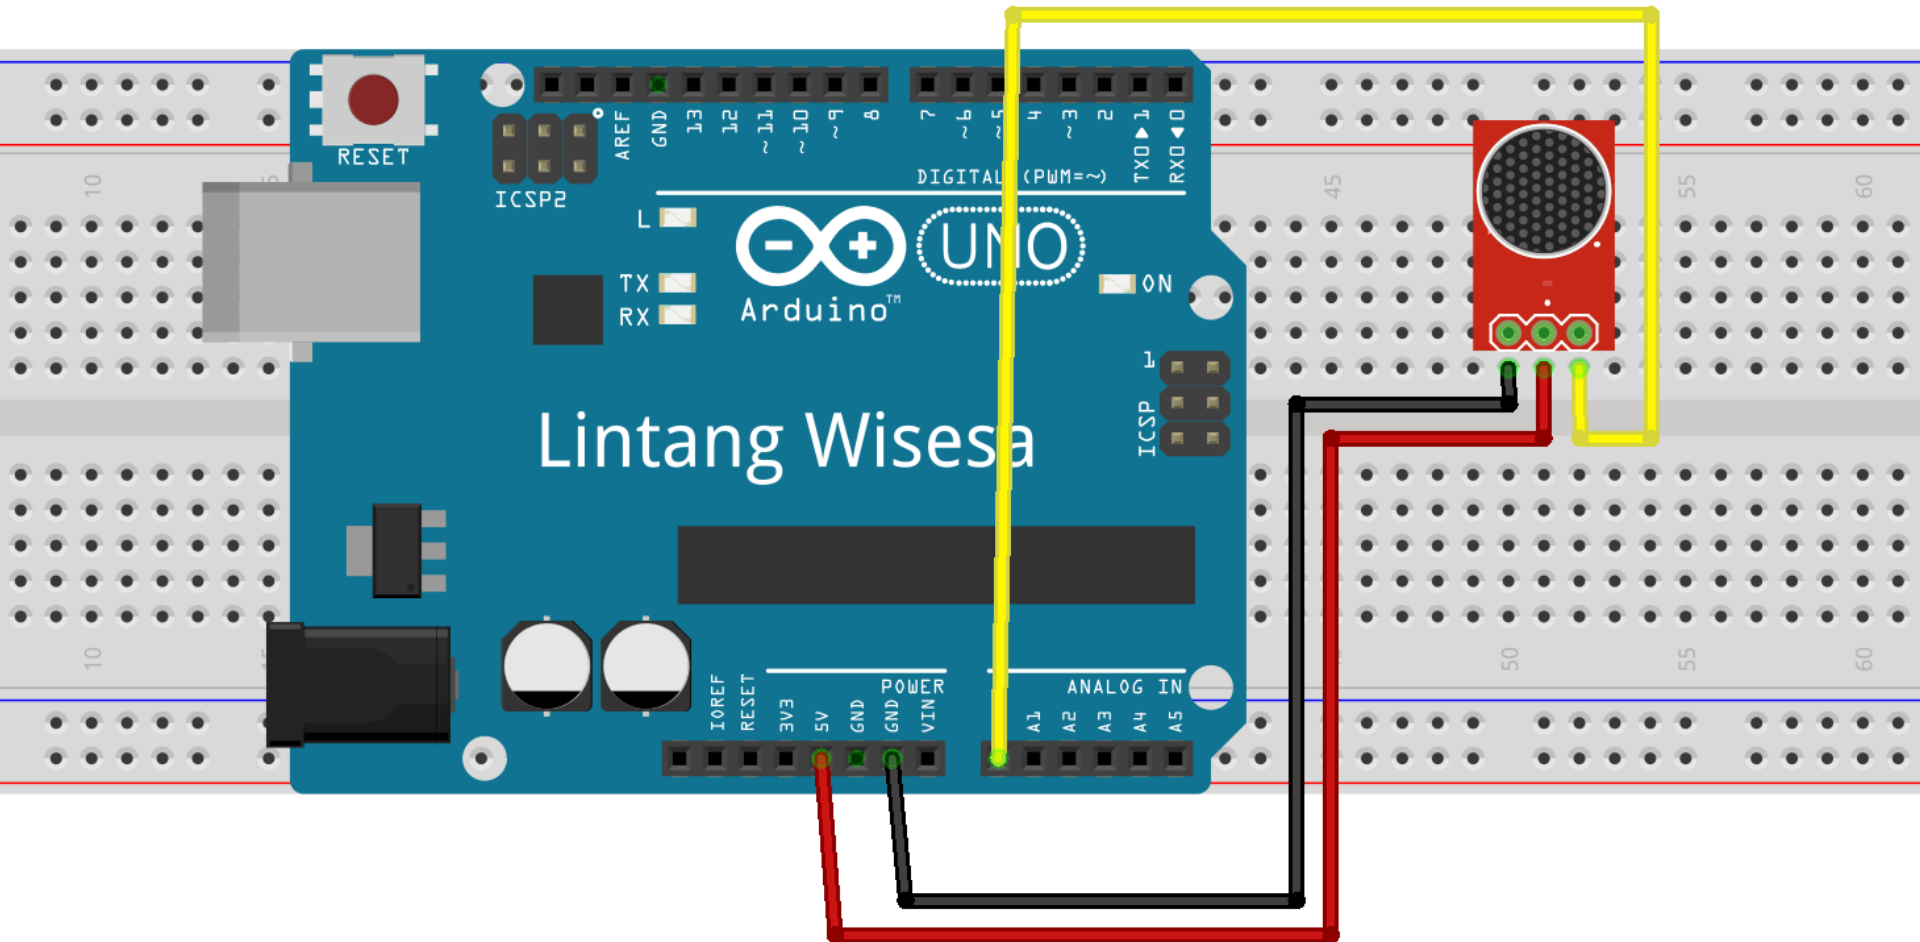 RESET
ICSP2
AREF
GND
13
12
~11
~10
~9
8
7
~6
~5
4
~3
2
TX0▶1
RX0◀0
DIGITAL (PWM=~)
L
TX
RX
UNO
Arduino™
ON
1
ICSP
Lintang Wisesa
POWER
ANALOG IN
IOREF
RESET
3V3
5V
GND
GND
VIN
A1
A2
A3
A4
A5
10
45
55
60
10
50
55
60